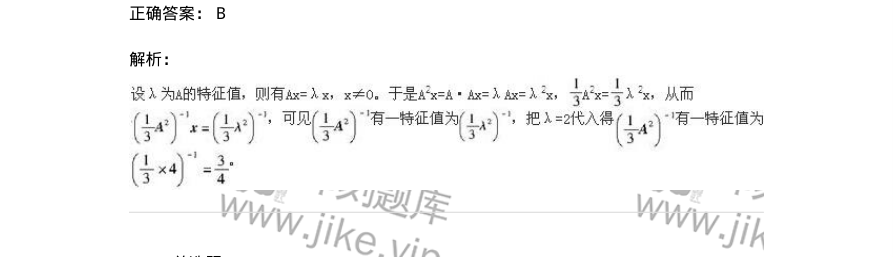 正确答案： B
解析：
设λ为A的特征值，则有Ax=λx，x≠0。于是A²x=A·Ax=λAx=λ²x，1/3A²x=1/3λ²x，从而
(1/3A²)⁻¹x=(1/3λ²)⁻¹，可见(1/3A²)⁻¹有一特征值为(1/3λ²)⁻¹，把λ=2代入得(1/3A²)⁻¹有一特征值为
(1/3×4)⁻¹=3/4。
题库
www.jike.vip
www.jik